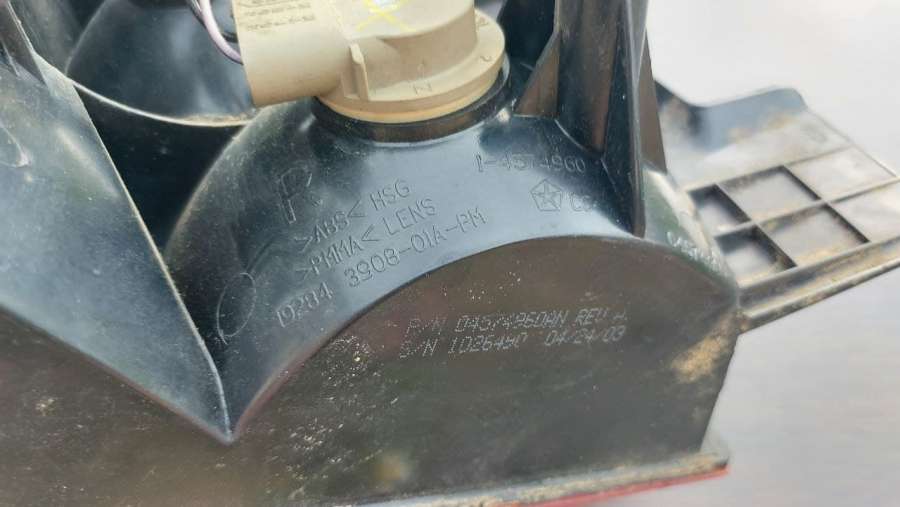 R
>ABS< HSG
>PMMA< LENS
19284 3908-01A-PM
1-4574960
P/N 04574960AN REV A
S/N 1026490 04/24/03